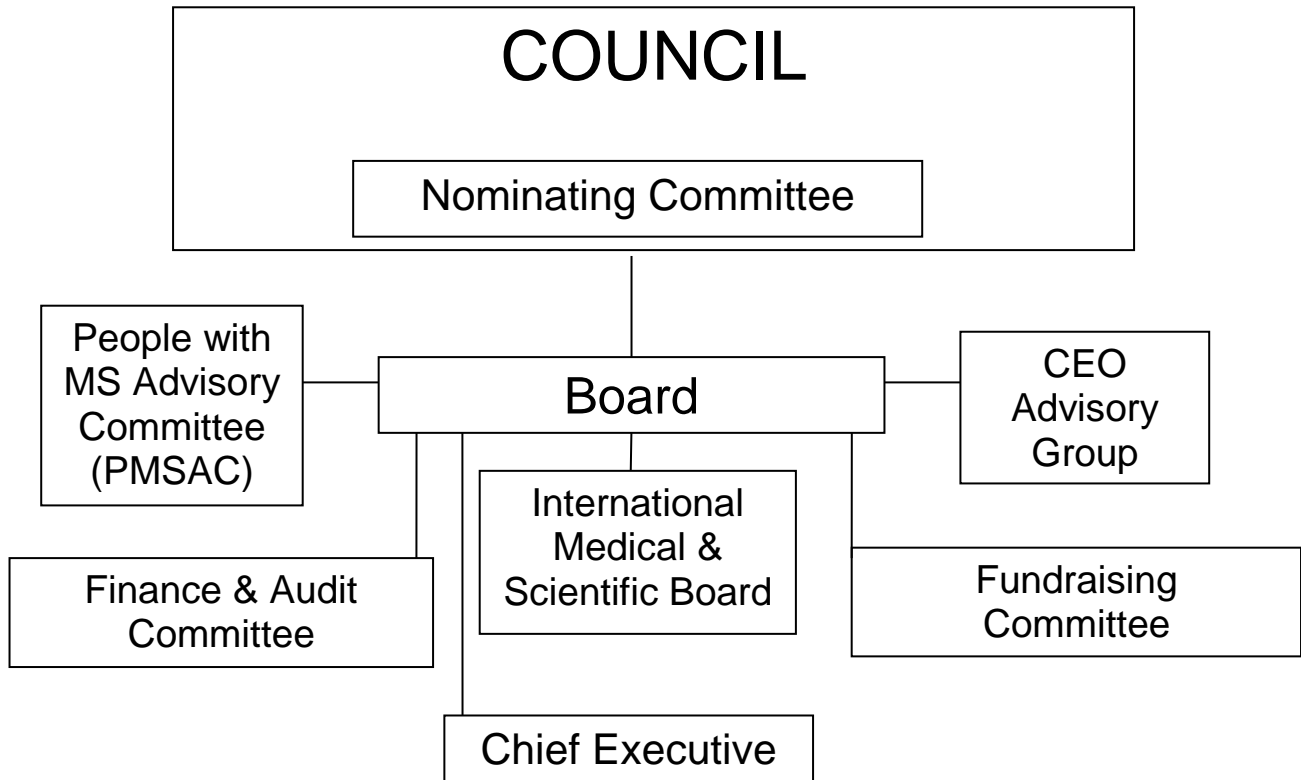 COUNCIL
Nominating Committee
People with
MS Advisory
Committee
(PMSAC)
Board
CEO
Advisory
Group
International
Medical &
Scientific Board
Finance & Audit
Committee
Fundraising
Committee
Chief Executive